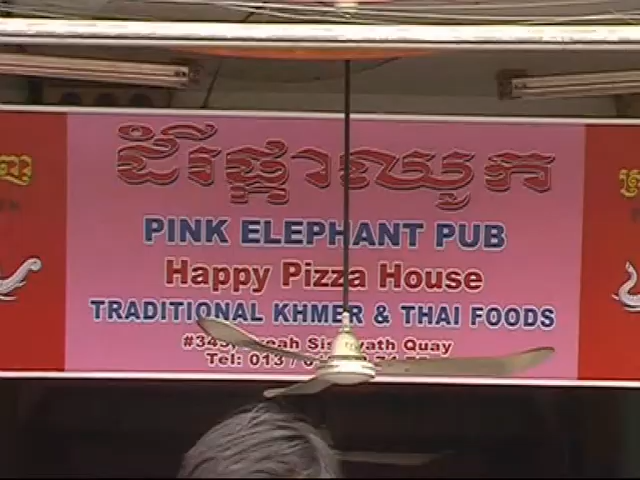 ដំរីផ្កាឈូក
PINK ELEPHANT PUB
Happy Pizza House
TRADITIONAL KHMER & THAI FOODS
Quay
Tel: 013